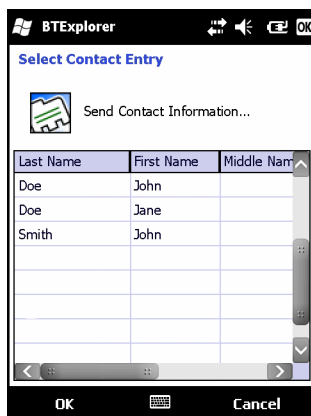 BTExplorer OK
Select Contact Entry
Send Contact Information...
Last Name First Name Middle Nam
Doe John
Doe Jane
Smith John
OK Cancel